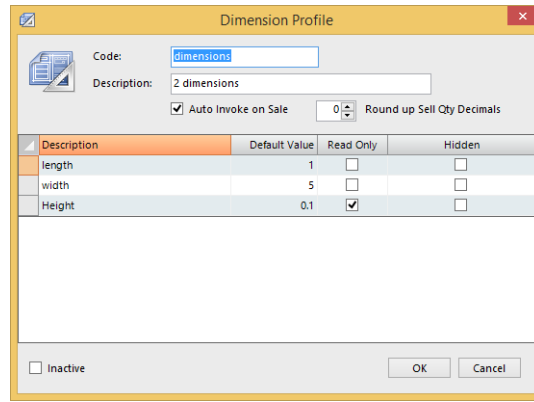 Dimension Profile
Code: dimensions
Description: 2 dimensions
Auto Invoke on Sale 0 Round up Sell Qty Decimals
Description Default Value Read Only Hidden
length 1
width 5
Height 0.1
Inactive OK Cancel